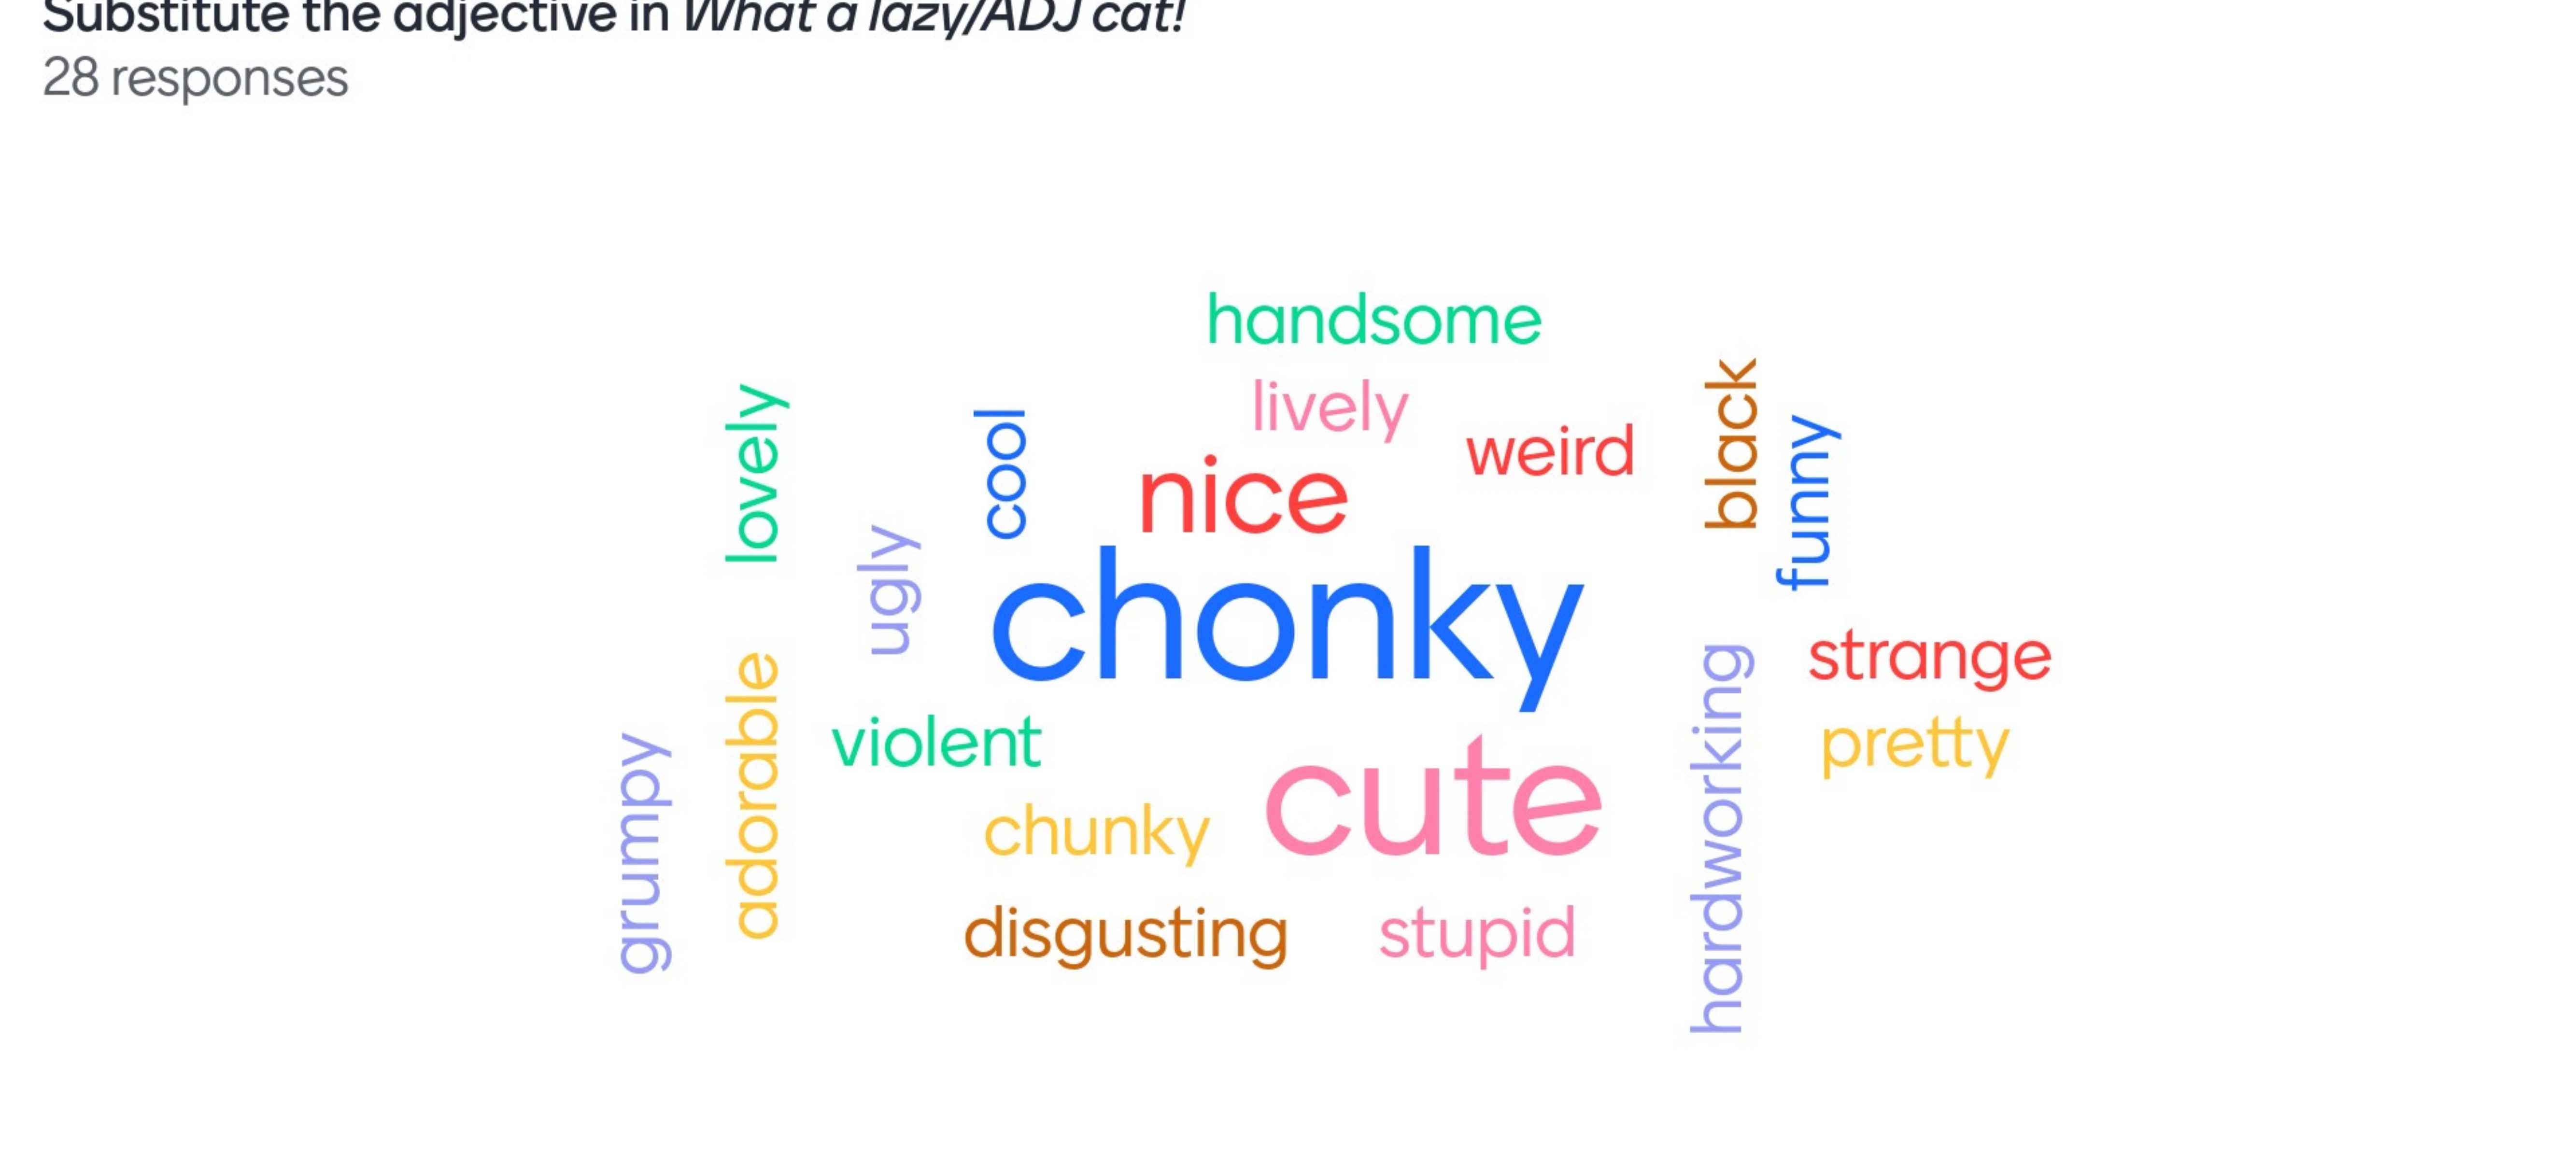 Substitute the adjective in What a lazy/ADJ cat!
28 responses
handsome
lively
lovely
cool
nice
weird
black
funny
ugly
chonky
strange
adorable
violent
pretty
grumpy
chunky
cute
hardworking
disgusting
stupid